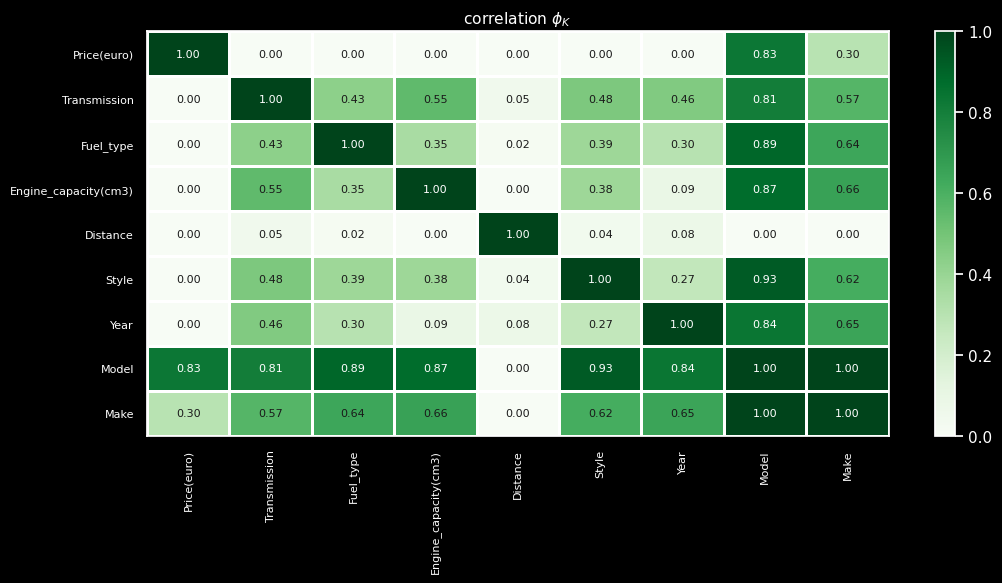 correlation ϕK
Price(euro) 1.00 0.00 0.00 0.00 0.00 0.00 0.00 0.83 0.30
Transmission 0.00 1.00 0.43 0.55 0.05 0.48 0.46 0.81 0.57
Fuel_type 0.00 0.43 1.00 0.35 0.02 0.39 0.30 0.89 0.64
Engine_capacity(cm3) 0.00 0.55 0.35 1.00 0.00 0.38 0.09 0.87 0.66
Distance 0.00 0.05 0.02 0.00 1.00 0.04 0.08 0.00 0.00
Style 0.00 0.48 0.39 0.38 0.04 1.00 0.27 0.93 0.62
Year 0.00 0.46 0.30 0.09 0.08 0.27 1.00 0.84 0.65
Model 0.83 0.81 0.89 0.87 0.00 0.93 0.84 1.00 1.00
Make 0.30 0.57 0.64 0.66 0.00 0.62 0.65 1.00 1.00
Price(euro)
Transmission
Fuel_type
Engine_capacity(cm3)
Distance
Style
Year
Model
Make
1.0
0.8
0.6
0.4
0.2
0.0